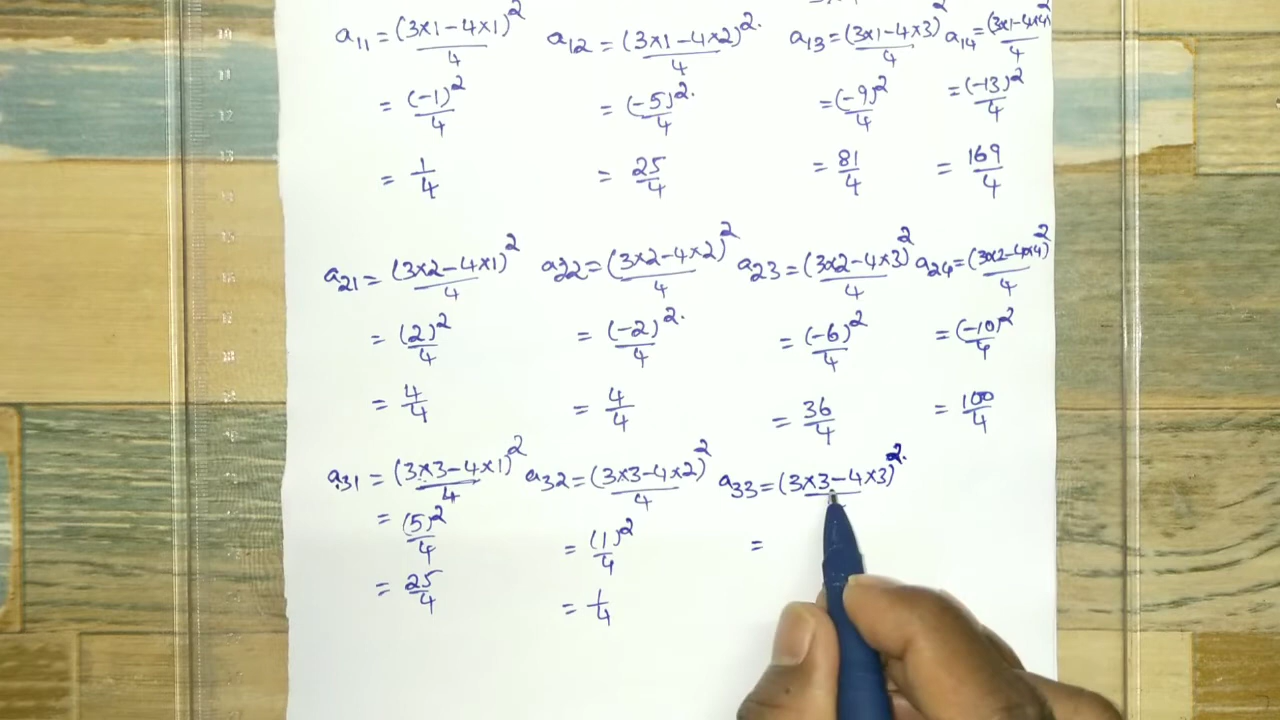 a11 = (3×1-4×1)²/4 a12 = (3×1-4×2)²/4 a13 = (3×1-4×3)²/4 a14 = (3×1-4×4)²/4
= (-1)²/4 = (-5)²/4 = (-9)²/4 = (-13)²/4
= 1/4 = 25/4 = 81/4 = 169/4
a21 = (3×2-4×1)²/4 a22 = (3×2-4×2)²/4 a23 = (3×2-4×3)²/4 a24 = (3×2-4×4)²/4
= (2)²/4 = (-2)²/4 = (-6)²/4 = (-10)²/4
= 4/4 = 4/4 = 36/4 = 100/4
a31 = (3×3-4×1)²/4 a32 = (3×3-4×2)²/4 a33 = (3×3-4×3)²
= (5)²/4 = (1)²/4 =
= 25/4 = 1/4